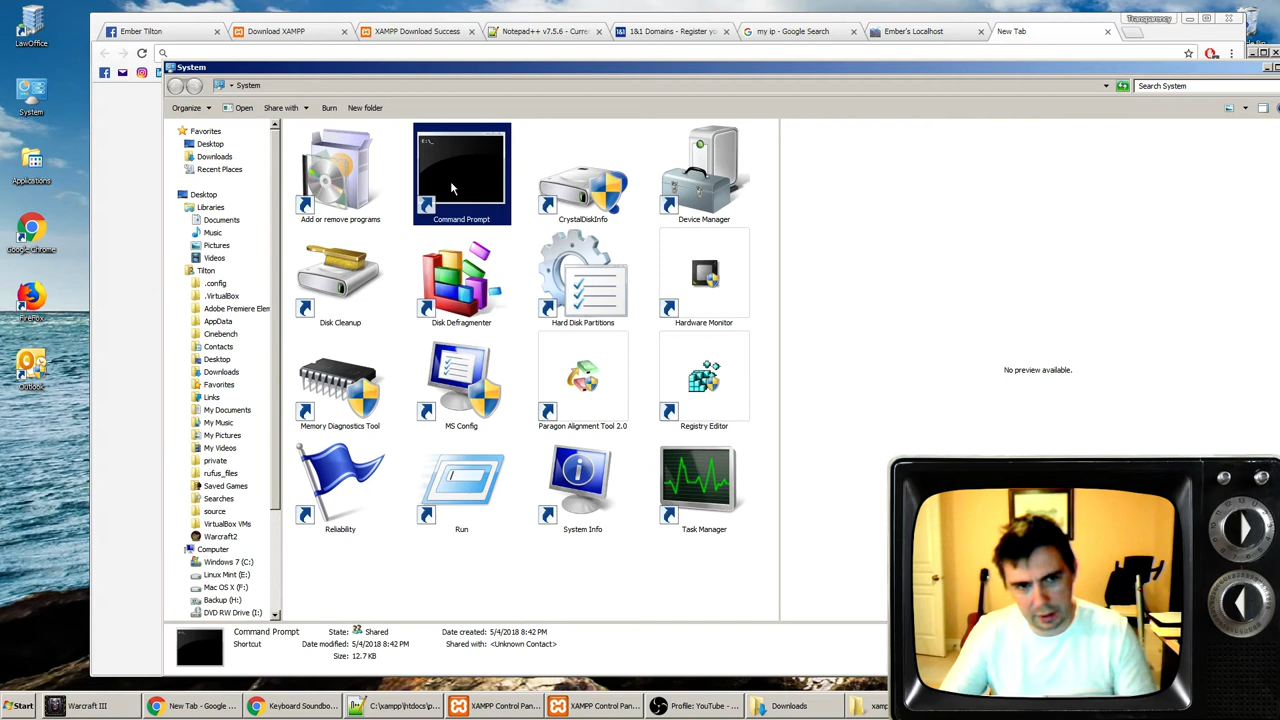 LawOffice
System
Applications
Google Chrome
FireFox
Outlook
Ember Tilton
Download XAMPP
XAMPP Download Success
Notepad++ v7.5.6 - Curre
1&1 Domains - Register yo
my ip - Google Search
Ember's Localhost
New Tab
Transparency
System
System
Search System
Organize
Open
Share with
Burn
New folder
Favorites
Desktop
Downloads
Recent Places
Desktop
Libraries
Documents
Music
Pictures
Videos
Tilton
.config
.VirtualBox
Adobe Premiere Elem
AppData
Cinebench
Contacts
Desktop
Downloads
Favorites
Links
My Documents
My Music
My Pictures
My Videos
private
rufus_files
Saved Games
Searches
source
VirtualBox VMs
Warcraft2
Computer
Windows 7 (C:)
Linux Mint (E:)
Mac OS X (F:)
Backup (H:)
DVD RW Drive (I:)
C:\_
Add or remove programs
Command Prompt
CrystalDiskInfo
Device Manager
Disk Cleanup
Disk Defragmenter
Hard Disk Partitions
Hardware Monitor
Memory Diagnostics Tool
MS Config
Paragon Alignment Tool 2.0
Registry Editor
Reliability
Run
System Info
Task Manager
No preview available.
Command Prompt
Shortcut
State:
Shared
Date modified: 5/4/2018 8:42 PM
Size: 12.7 KB
Date created: 5/4/2018 8:42 PM
Shared with: <Unknown Contact>
Start
Warcraft III
New Tab - Google ...
Keyboard Soundboa...
C:\xampp\htdocs\p...
XAMPP Control Pan...
XAMPP Control Pan...
Profile: YouTube - ...
Downloads
xam